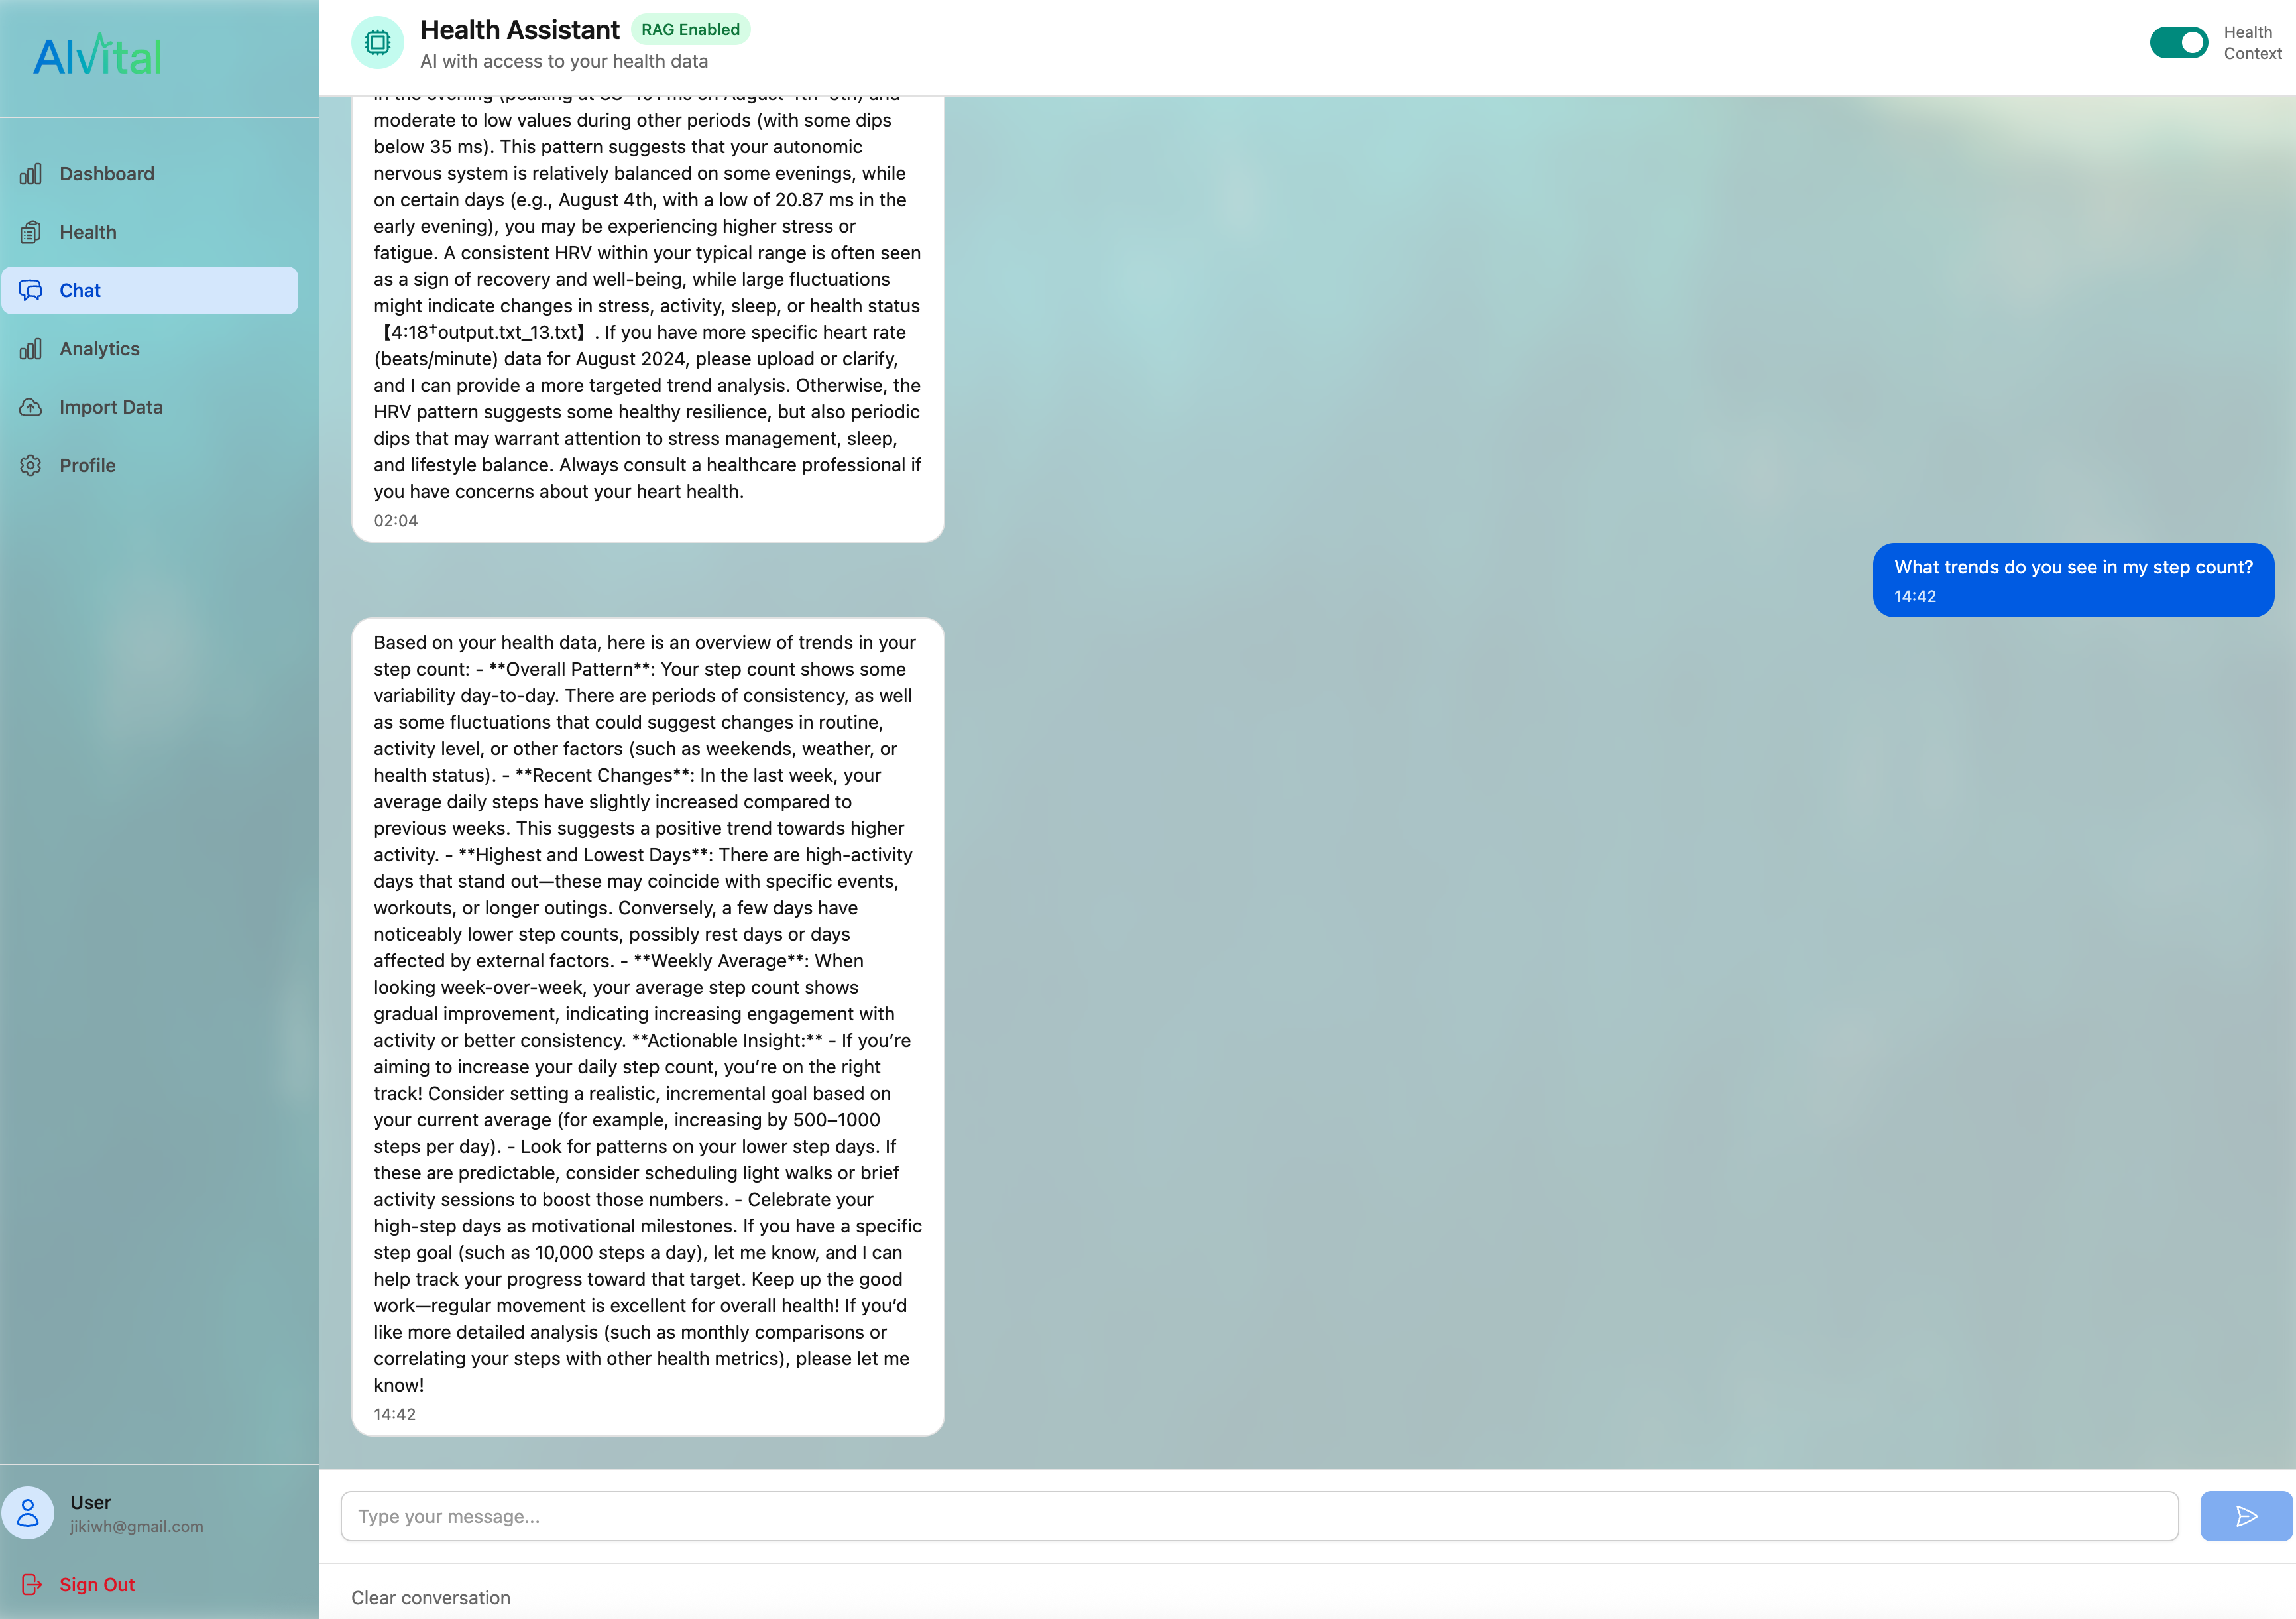 AIvital
Dashboard
Health
Chat
Analytics
Import Data
Profile
User
jikiwh@gmail.com
Sign Out
Health Assistant
RAG Enabled
AI with access to your health data
Health
Context
moderate to low values during other periods (with some dips
below 35 ms). This pattern suggests that your autonomic
nervous system is relatively balanced on some evenings, while
on certain days (e.g., August 4th, with a low of 20.87 ms in the
early evening), you may be experiencing higher stress or
fatigue. A consistent HRV within your typical range is often seen
as a sign of recovery and well-being, while large fluctuations
might indicate changes in stress, activity, sleep, or health status
【4:18†output.txt_13.txt】. If you have more specific heart rate
(beats/minute) data for August 2024, please upload or clarify,
and I can provide a more targeted trend analysis. Otherwise, the
HRV pattern suggests some healthy resilience, but also periodic
dips that may warrant attention to stress management, sleep,
and lifestyle balance. Always consult a healthcare professional if
you have concerns about your heart health.
02:04
What trends do you see in my step count?
14:42
Based on your health data, here is an overview of trends in your
step count: - **Overall Pattern**: Your step count shows some
variability day-to-day. There are periods of consistency, as well
as some fluctuations that could suggest changes in routine,
activity level, or other factors (such as weekends, weather, or
health status). - **Recent Changes**: In the last week, your
average daily steps have slightly increased compared to
previous weeks. This suggests a positive trend towards higher
activity. - **Highest and Lowest Days**: There are high-activity
days that stand out—these may coincide with specific events,
workouts, or longer outings. Conversely, a few days have
noticeably lower step counts, possibly rest days or days
affected by external factors. - **Weekly Average**: When
looking week-over-week, your average step count shows
gradual improvement, indicating increasing engagement with
activity or better consistency. **Actionable Insight:** - If you’re
aiming to increase your daily step count, you’re on the right
track! Consider setting a realistic, incremental goal based on
your current average (for example, increasing by 500–1000
steps per day). - Look for patterns on your lower step days. If
these are predictable, consider scheduling light walks or brief
activity sessions to boost those numbers. - Celebrate your
high-step days as motivational milestones. If you have a specific
step goal (such as 10,000 steps a day), let me know, and I can
help track your progress toward that target. Keep up the good
work—regular movement is excellent for overall health! If you’d
like more detailed analysis (such as monthly comparisons or
correlating your steps with other health metrics), please let me
know!
14:42
Type your message...
Clear conversation